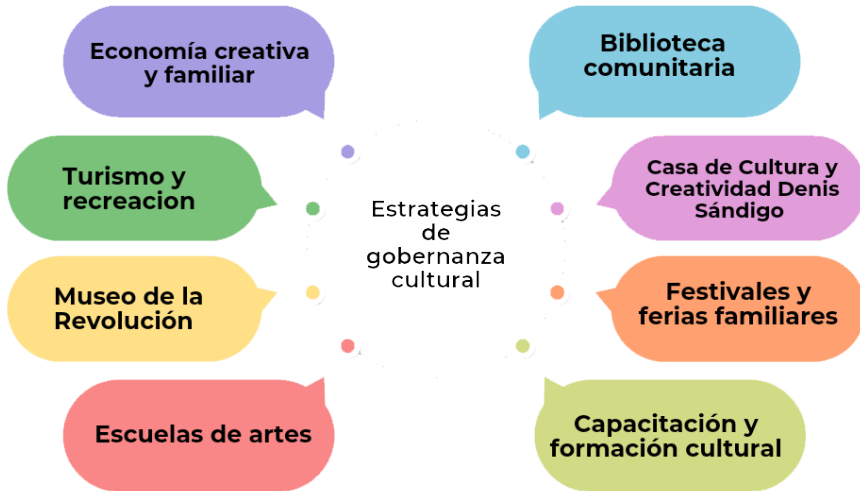 Economía creativa
y familiar
Biblioteca
comunitaria
Turismo y
recreacion
Estrategias
de
gobernanza
cultural
Casa de Cultura y
Creatividad Denis
Sándigo
Museo de la
Revolución
Festivales y
ferias familiares
Escuelas de artes
Capacitación y
formación cultural